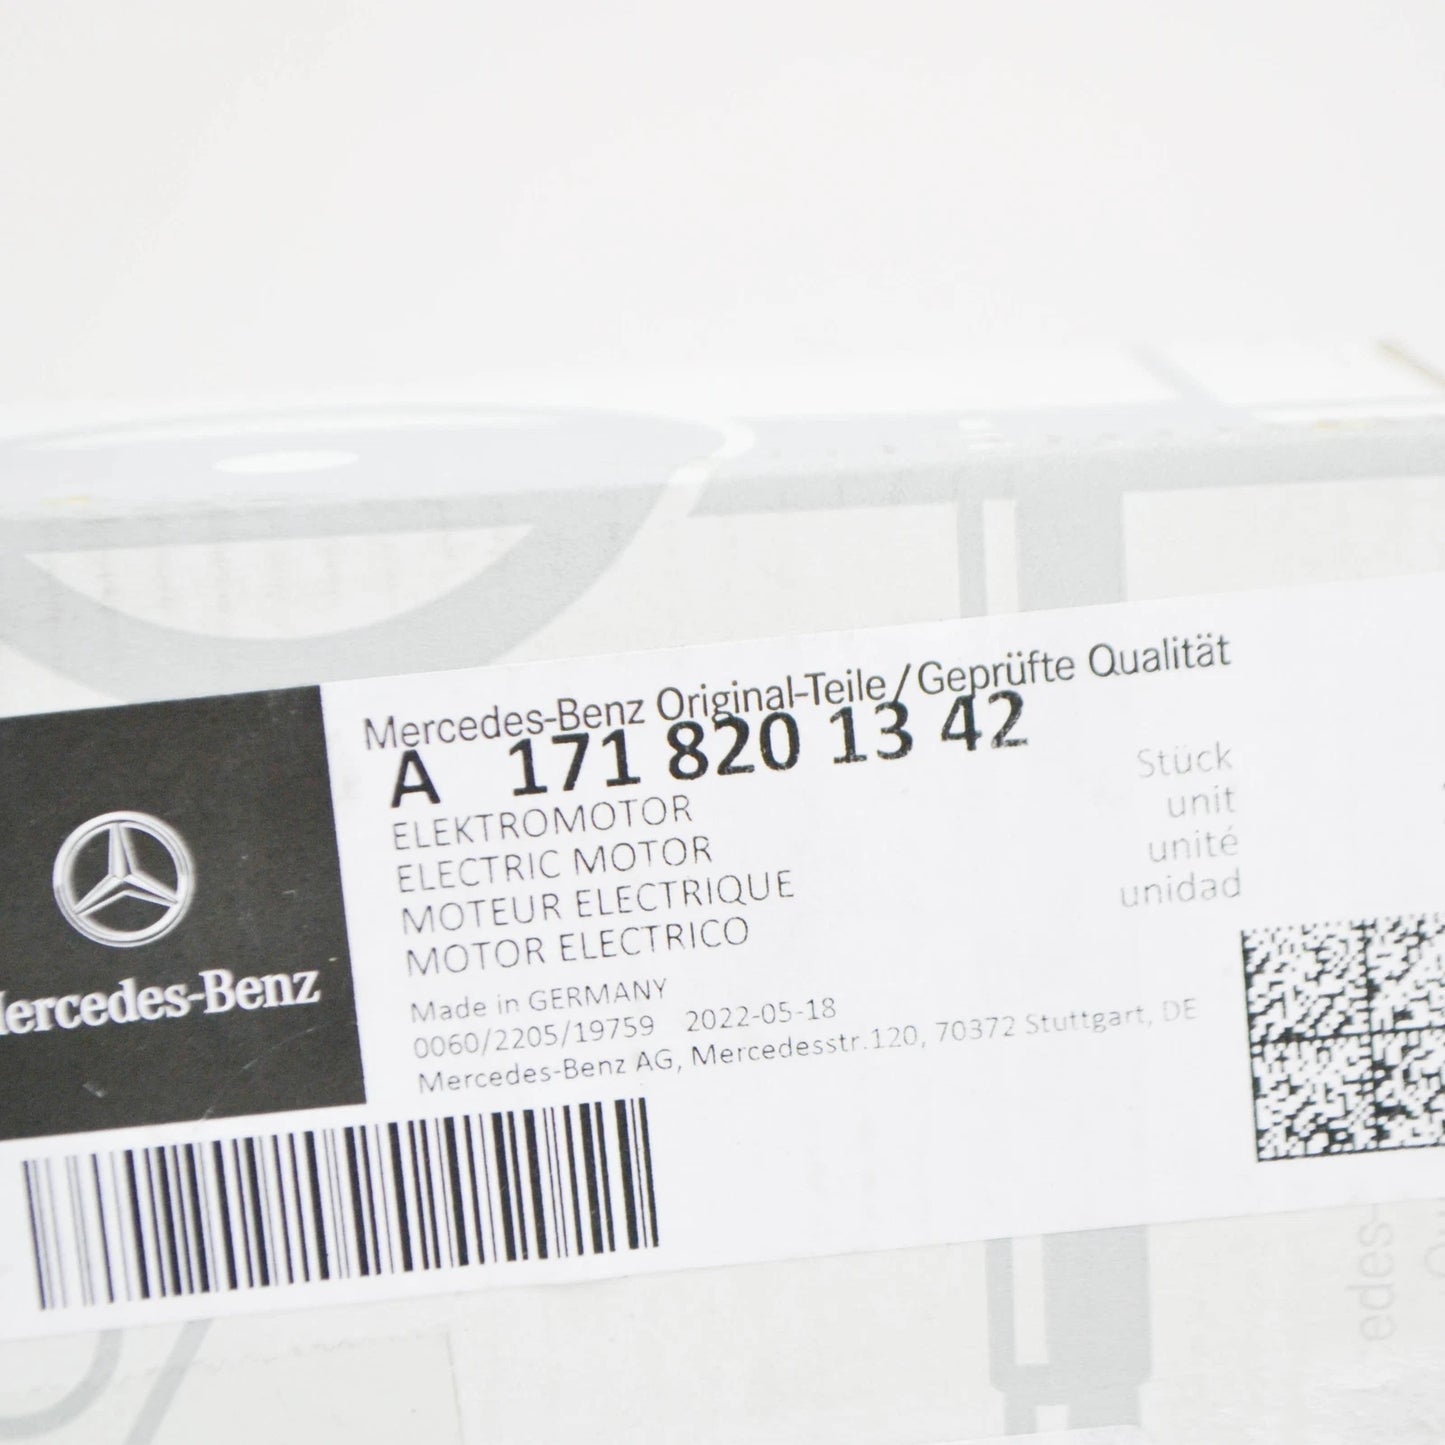 Mercedes-Benz Original-Teile/Geprüfte Qualität
A 171 820 13 42
Stück
ELEKTROMOTOR
unit
ELECTRIC MOTOR
unité
MOTEUR ELECTRIQUE
unidad
MOTOR ELECTRICO
Made in GERMANY
0060/2205/19759 2022-05-18
Mercedes-Benz AG, Mercedesstr.120, 70372 Stuttgart, DE
Mercedes-Benz
edes-